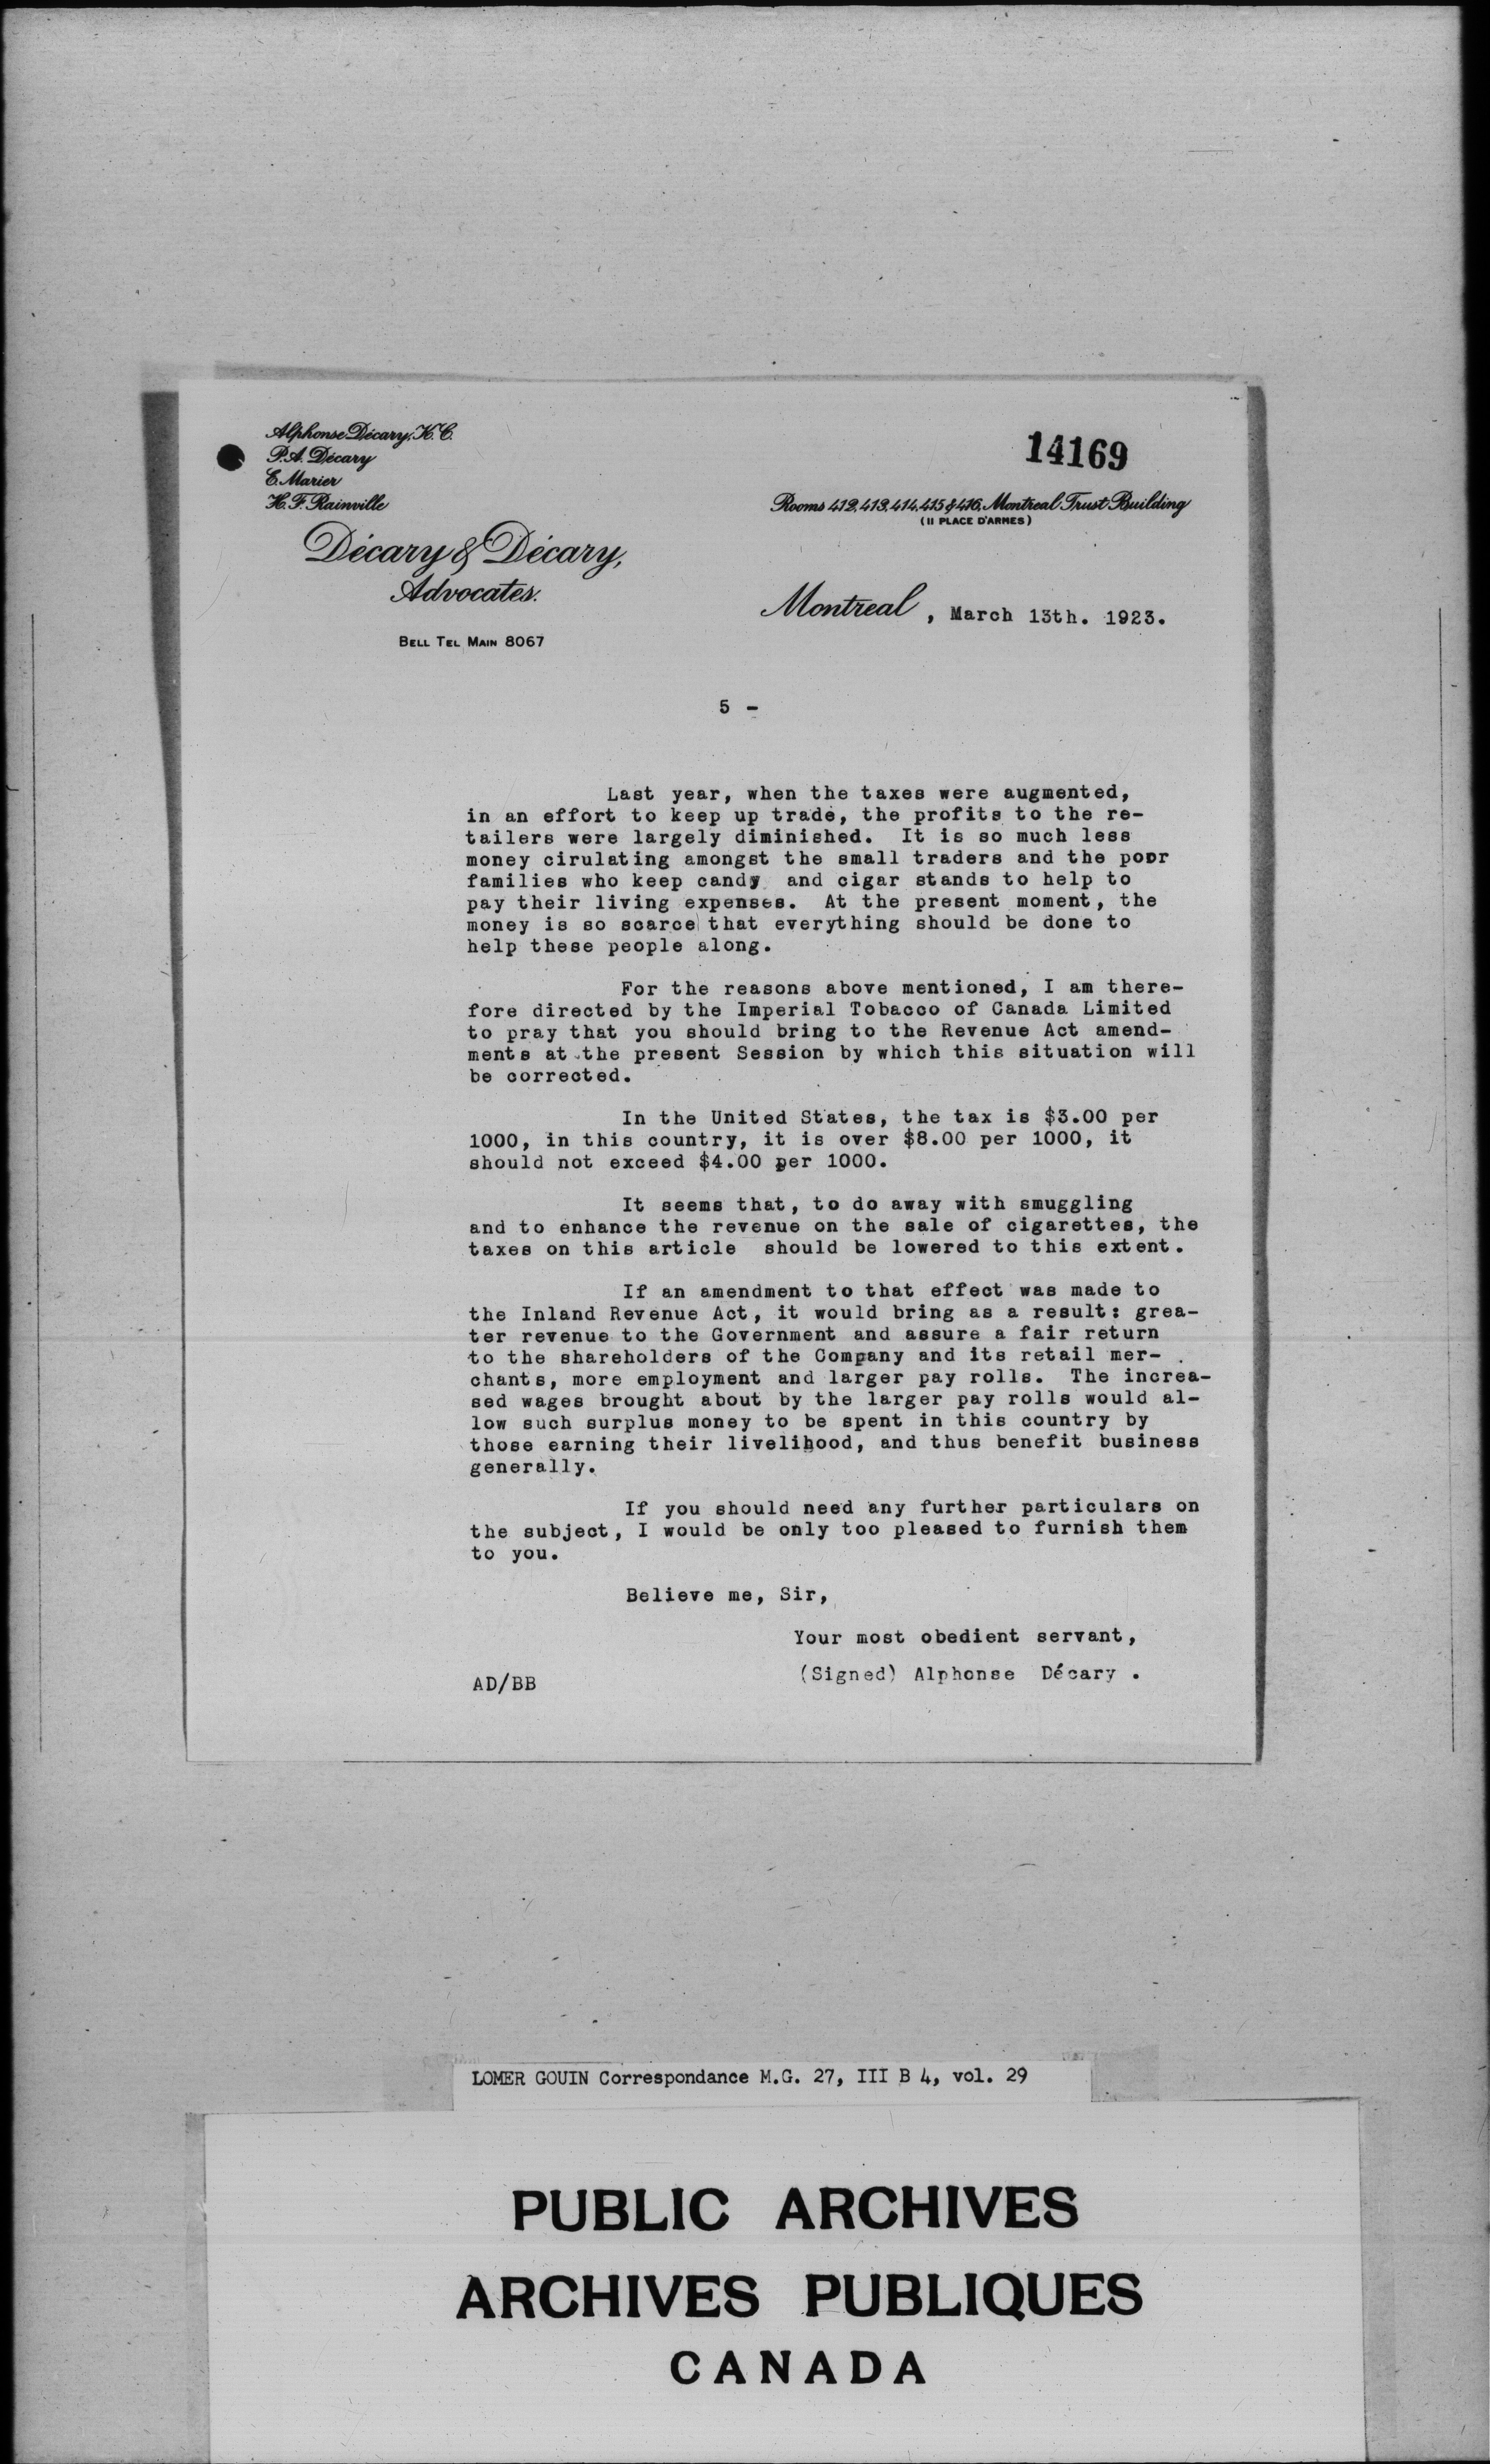 Alphonse Décary, K.C.
P.A. Décary
E. Marier
H.F. Rainville
Décary & Décary,
Advocates.
BELL TEL MAIN 8067
14169
Rooms 412, 413, 414, 415 & 416, Montreal Trust Building
(11 PLACE D'ARMES)
Montreal, March 13th. 1923.
5 -
Last year, when the taxes were augmented,
in an effort to keep up trade, the profits to the re-
tailers were largely diminished. It is so much less
money cirulating amongst the small traders and the poor
families who keep candy and cigar stands to help to
pay their living expenses. At the present moment, the
money is so scarce that everything should be done to
help these people along.
For the reasons above mentioned, I am there-
fore directed by the Imperial Tobacco of Canada Limited
to pray that you should bring to the Revenue Act amend-
ments at the present Session by which this situation will
be corrected.
In the United States, the tax is $3.00 per
1000, in this country, it is over $8.00 per 1000, it
should not exceed $4.00 per 1000.
It seems that, to do away with smuggling
and to enhance the revenue on the sale of cigarettes, the
taxes on this article should be lowered to this extent.
If an amendment to that effect was made to
the Inland Revenue Act, it would bring as a result: grea-
ter revenue to the Government and assure a fair return
to the shareholders of the Company and its retail mer-
chants, more employment and larger pay rolls. The increa-
sed wages brought about by the larger pay rolls would al-
low such surplus money to be spent in this country by
those earning their livelihood, and thus benefit business
generally.
If you should need any further particulars on
the subject, I would be only too pleased to furnish them
to you.
Believe me, Sir,
Your most obedient servant,
(Signed) Alphonse Décary .
AD/BB
LOMER GOUIN Correspondance M.G. 27, III B 4, vol. 29
PUBLIC ARCHIVES
ARCHIVES PUBLIQUES
CANADA